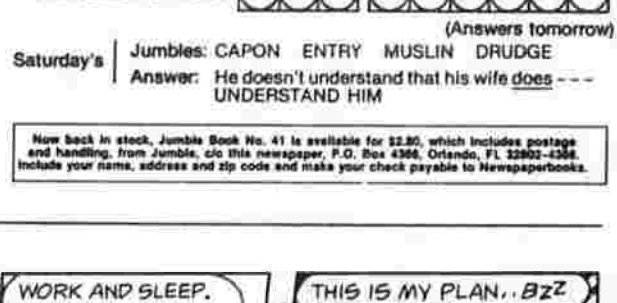 (Answers tomorrow)
Saturday's
Jumbles: CAPON ENTRY MUSLIN DRUDGE
Answer: He doesn't understand that his wife does - - -
UNDERSTAND HIM
Now back in stock, Jumble Book No. 41 is available for $2.80, which includes postage
and handling, from Jumble, c/o this newspaper, P.O. Box 4366, Orlando, FL 32802-4366.
Include your name, address and zip code and make your check payable to Newspaperbooks.
WORK AND SLEEP.
THIS IS MY PLAN.. BZZ